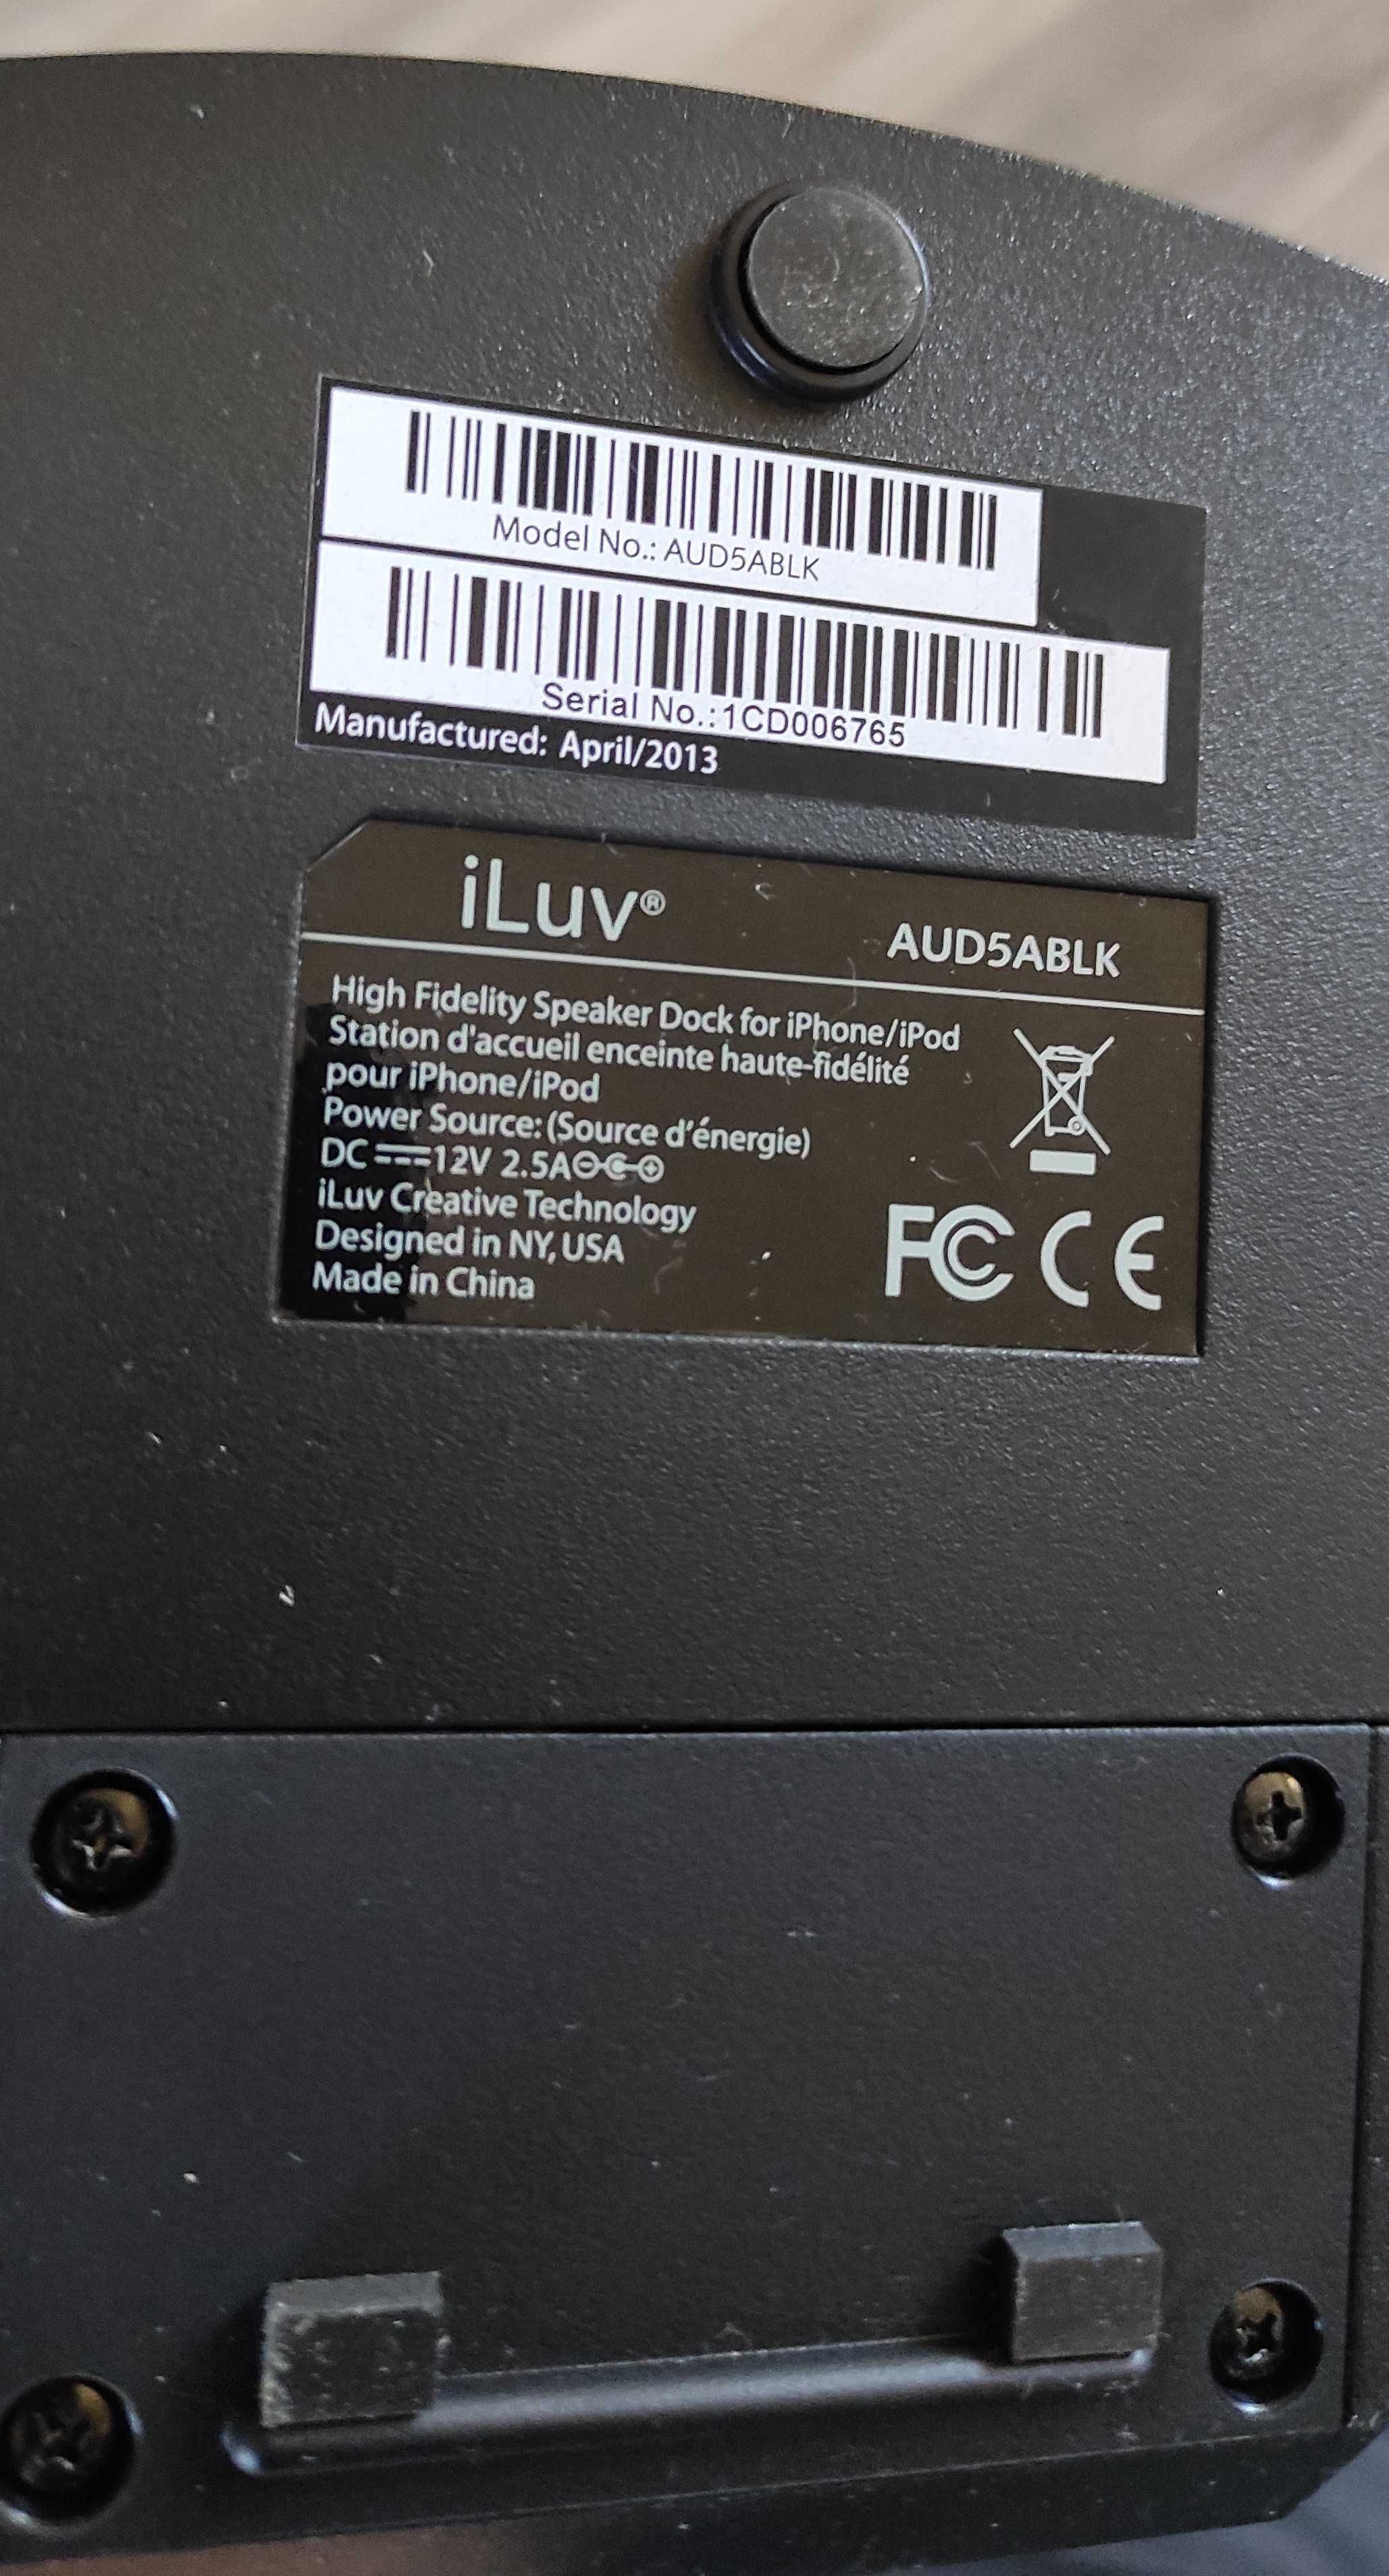 Model No.: AUD5ABLK
Serial No.:1CD006765
Manufactured: April/2013
iLuv® AUD5ABLK
High Fidelity Speaker Dock for iPhone/iPod
Station d'accueil enceinte haute-fidélité
pour iPhone/iPod
Power Source: (Source d'énergie)
DC 12V 2.5A
iLuv Creative Technology
Designed in NY, USA
Made in China
FC CE